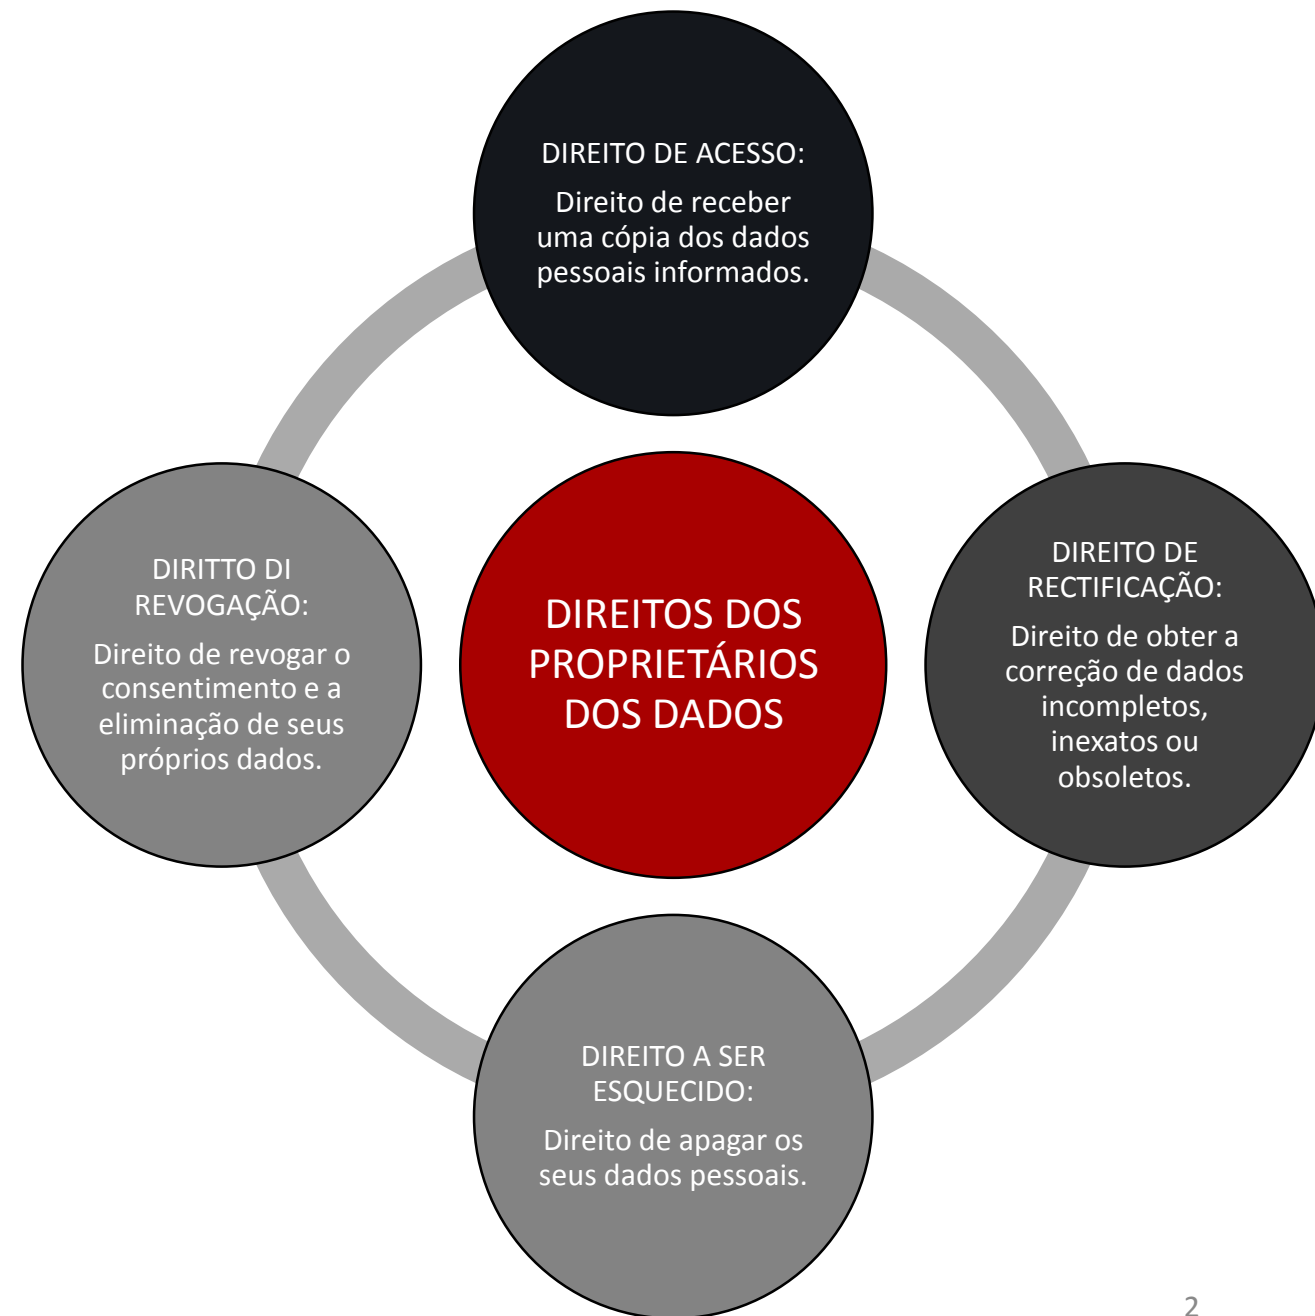 DIREITO DE ACESSO:
Direito de receber
uma cópia dos dados
pessoais informados.
DIRITTO DI
REVOGAÇÃO:
Direito de revogar o
consentimento e a
eliminação de seus
próprios dados.
DIREITOS DOS
PROPRIETÁRIOS
DOS DADOS
DIREITO DE
RECTIFICAÇÃO:
Direito de obter a
correção de dados
incompletos,
inexatos ou
obsoletos.
DIREITO A SER
ESQUECIDO:
Direito de apagar os
seus dados pessoais.
2